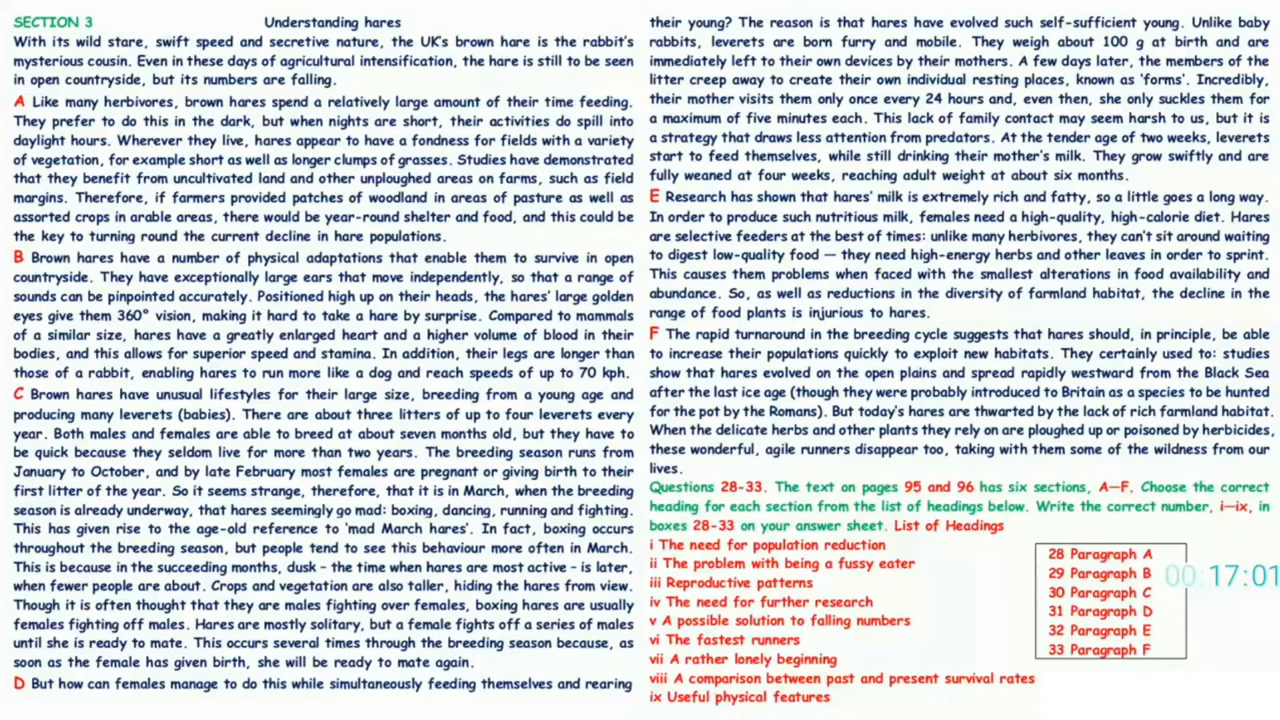 SECTION 3 Understanding hares
With its wild stare, swift speed and secretive nature, the UK's brown hare is the rabbit's
mysterious cousin. Even in these days of agricultural intensification, the hare is still to be seen
in open countryside, but its numbers are falling.
A Like many herbivores, brown hares spend a relatively large amount of their time feeding.
They prefer to do this in the dark, but when nights are short, their activities do spill into
daylight hours. Wherever they live, hares appear to have a fondness for fields with a variety
of vegetation, for example short as well as longer clumps of grasses. Studies have demonstrated
that they benefit from uncultivated land and other unploughed areas on farms, such as field
margins. Therefore, if farmers provided patches of woodland in areas of pasture as well as
assorted crops in arable areas, there would be year-round shelter and food, and this could be
the key to turning round the current decline in hare populations.
B Brown hares have a number of physical adaptations that enable them to survive in open
countryside. They have exceptionally large ears that move independently, so that a range of
sounds can be pinpointed accurately. Positioned high up on their heads, the hares' large golden
eyes give them 360° vision, making it hard to take a hare by surprise. Compared to mammals
of a similar size, hares have a greatly enlarged heart and a higher volume of blood in their
bodies, and this allows for superior speed and stamina. In addition, their legs are longer than
those of a rabbit, enabling hares to run more like a dog and reach speeds of up to 70 kph.
C Brown hares have unusual lifestyles for their large size, breeding from a young age and
producing many leverets (babies). There are about three litters of up to four leverets every
year. Both males and females are able to breed at about seven months old, but they have to
be quick because they seldom live for more than two years. The breeding season runs from
January to October, and by late February most females are pregnant or giving birth to their
first litter of the year. So it seems strange, therefore, that it is in March, when the breeding
season is already underway, that hares seemingly go mad: boxing, dancing, running and fighting.
This has given rise to the age-old reference to 'mad March hares'. In fact, boxing occurs
throughout the breeding season, but people tend to see this behaviour more often in March.
This is because in the succeeding months, dusk – the time when hares are most active – is later,
when fewer people are about. Crops and vegetation are also taller, hiding the hares from view.
Though it is often thought that they are males fighting over females, boxing hares are usually
females fighting off males. Hares are mostly solitary, but a female fights off a series of males
until she is ready to mate. This occurs several times through the breeding season because, as
soon as the female has given birth, she will be ready to mate again.
D But how can females manage to do this while simultaneously feeding themselves and rearing
their young? The reason is that hares have evolved such self-sufficient young. Unlike baby
rabbits, leverets are born furry and mobile. They weigh about 100 g at birth and are
immediately left to their own devices by their mothers. A few days later, the members of the
litter creep away to create their own individual resting places, known as 'forms'. Incredibly,
their mother visits them only once every 24 hours and, even then, she only suckles them for
a maximum of five minutes each. This lack of family contact may seem harsh to us, but it is
a strategy that draws less attention from predators. At the tender age of two weeks, leverets
start to feed themselves, while still drinking their mother's milk. They grow swiftly and are
fully weaned at four weeks, reaching adult weight at about six months.
E Research has shown that hares' milk is extremely rich and fatty, so a little goes a long way.
In order to produce such nutritious milk, females need a high-quality, high-calorie diet. Hares
are selective feeders at the best of times: unlike many herbivores, they can't sit around waiting
to digest low-quality food — they need high-energy herbs and other leaves in order to sprint.
This causes them problems when faced with the smallest alterations in food availability and
abundance. So, as well as reductions in the diversity of farmland habitat, the decline in the
range of food plants is injurious to hares.
F The rapid turnaround in the breeding cycle suggests that hares should, in principle, be able
to increase their populations quickly to exploit new habitats. They certainly used to: studies
show that hares evolved on the open plains and spread rapidly westward from the Black Sea
after the last ice age (though they were probably introduced to Britain as a species to be hunted
for the pot by the Romans). But today's hares are thwarted by the lack of rich farmland habitat.
When the delicate herbs and other plants they rely on are ploughed up or poisoned by herbicides,
these wonderful, agile runners disappear too, taking with them some of the wildness from our
lives.
Questions 28-33. The text on pages 95 and 96 has six sections, A—F. Choose the correct
heading for each section from the list of headings below. Write the correct number, i—ix, in
boxes 28-33 on your answer sheet. List of Headings
i The need for population reduction
ii The problem with being a fussy eater
iii Reproductive patterns
iv The need for further research
v A possible solution to falling numbers
vi The fastest runners
vii A rather lonely beginning
viii A comparison between past and present survival rates
ix Useful physical features
28 Paragraph A
29 Paragraph B
30 Paragraph C
31 Paragraph D
32 Paragraph E
33 Paragraph F
00:17:01